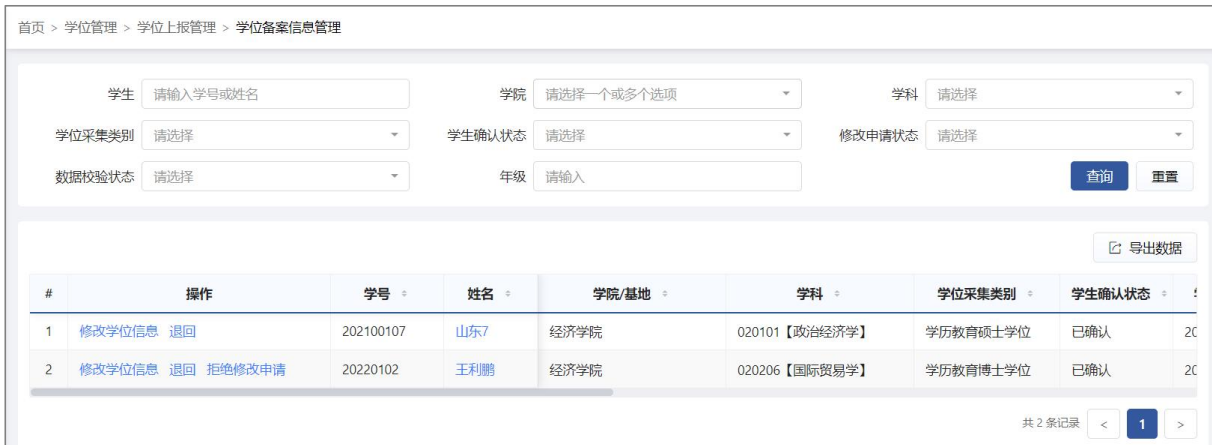 首页 > 学位管理 > 学位上报管理 > 学位备案信息管理
学生 请输入学号或姓名 学院 请选择一个或多个选项 学科 请选择
学位采集类别 请选择 学生确认状态 请选择 修改申请状态 请选择
数据校验状态 请选择 年级 请输入 查询 重置
导出数据
# 操作 学号 姓名 学院/基地 学科 学位采集类别 学生确认状态
1 修改学位信息 退回 202100107 山东7 经济学院 020101【政治经济学】 学历教育硕士学位 已确认 20
2 修改学位信息 退回 拒绝修改申请 20220102 王利鹏 经济学院 020206【国际贸易学】 学历教育博士学位 已确认 20
共 2 条记录 < 1 >